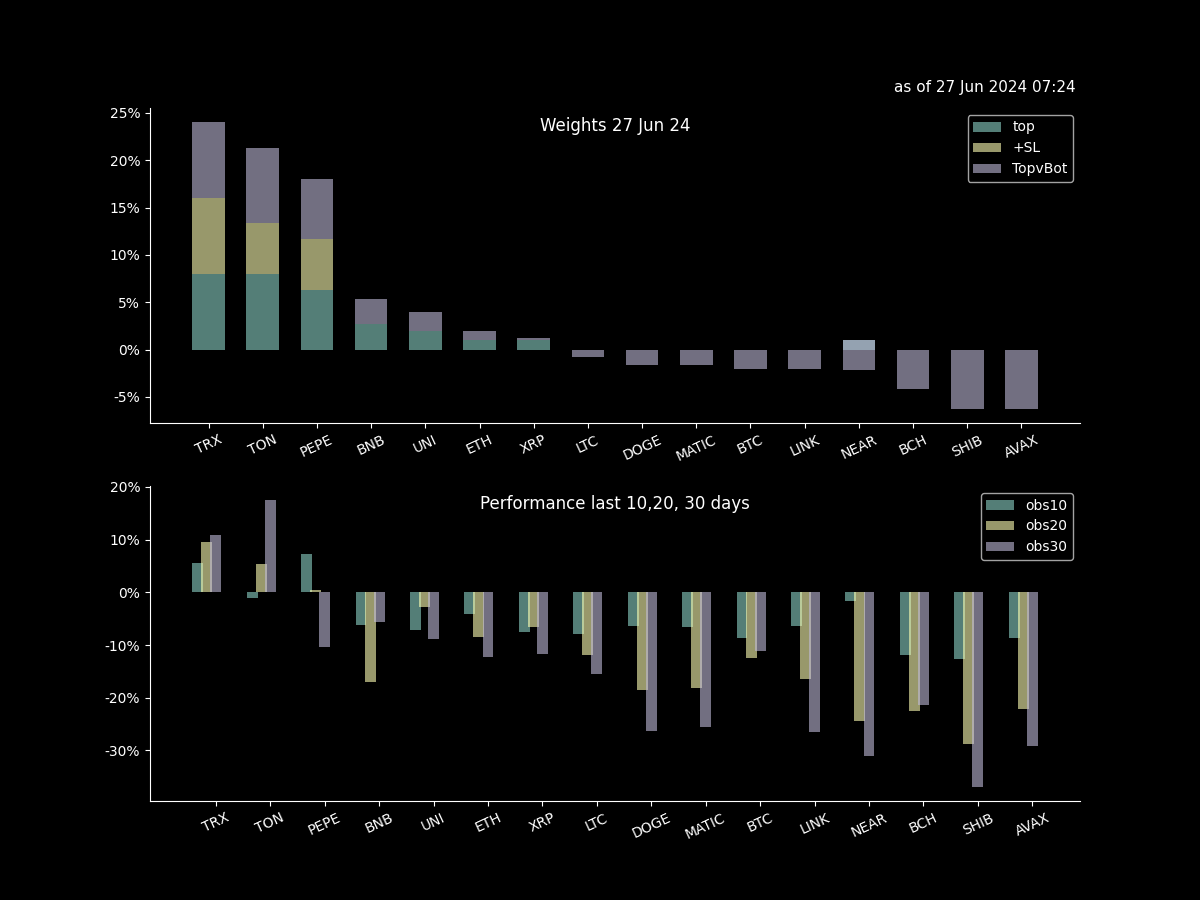 as of 27 Jun 2024 07:24
Weights 27 Jun 24
top
+SL
TopvBot
25%
20%
15%
10%
5%
0%
-5%
TRX TON PEPE BNB UNI ETH XRP LTC DOGE MATIC BTC LINK NEAR BCH SHIB AVAX
Performance last 10,20, 30 days
obs10
obs20
obs30
20%
10%
0%
-10%
-20%
-30%
TRX TON PEPE BNB UNI ETH XRP LTC DOGE MATIC BTC LINK NEAR BCH SHIB AVAX